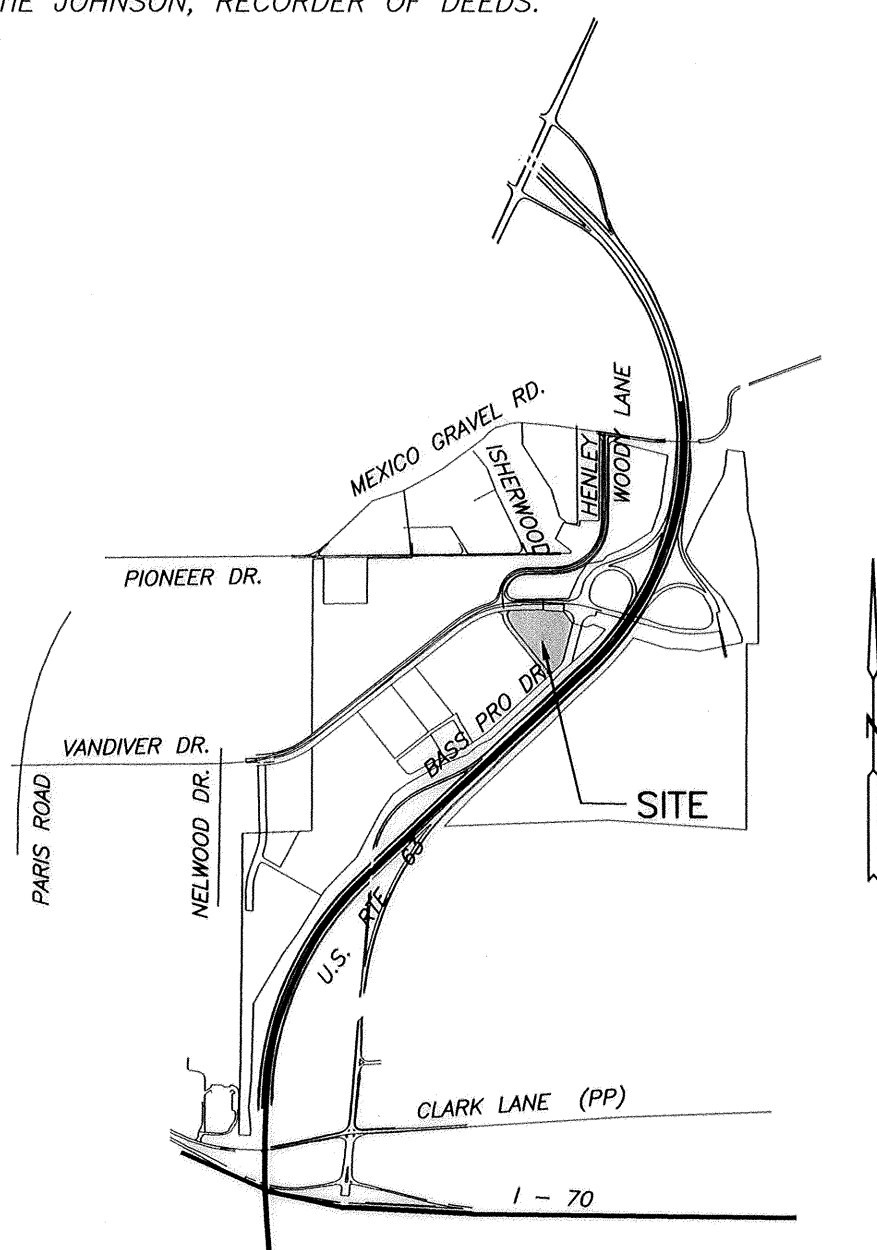 JOHNSON, RECORDER OF DEEDS.
MEXICO GRAVEL RD.
ISHERWOOD
HENLEY
WOODY LANE
PIONEER DR.
BASS PRO DR.
VANDIVER DR.
PARIS ROAD
NELWOOD DR.
SITE
N
U.S. RTE 63
CLARK LANE (PP)
I - 70